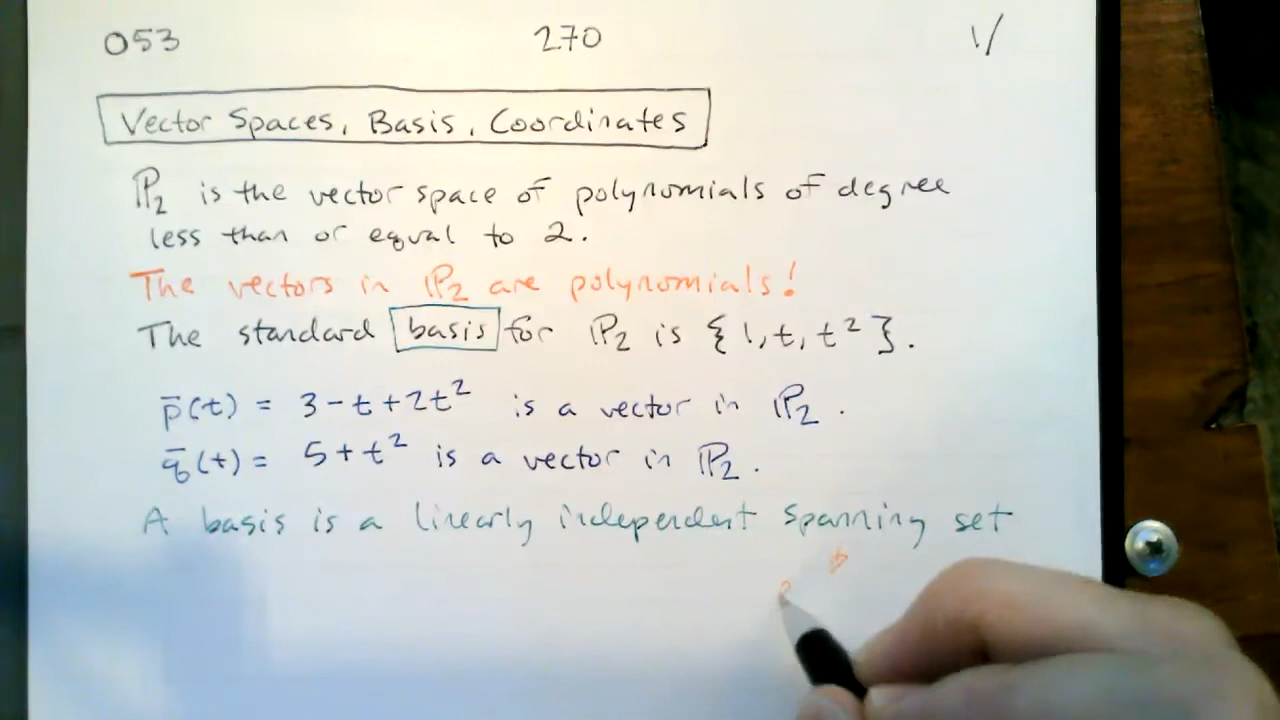 053 270 1/
Vector Spaces, Basis, Coordinates
ℙ₂ is the vector space of polynomials of degree
less than or equal to 2.
The vectors in ℙ₂ are polynomials!
The standard basis for ℙ₂ is {1, t, t²}.
p̄(t) = 3-t+2t² is a vector in ℙ₂.
q̄(t) = 5+t² is a vector in ℙ₂.
A basis is a linearly independent spanning set